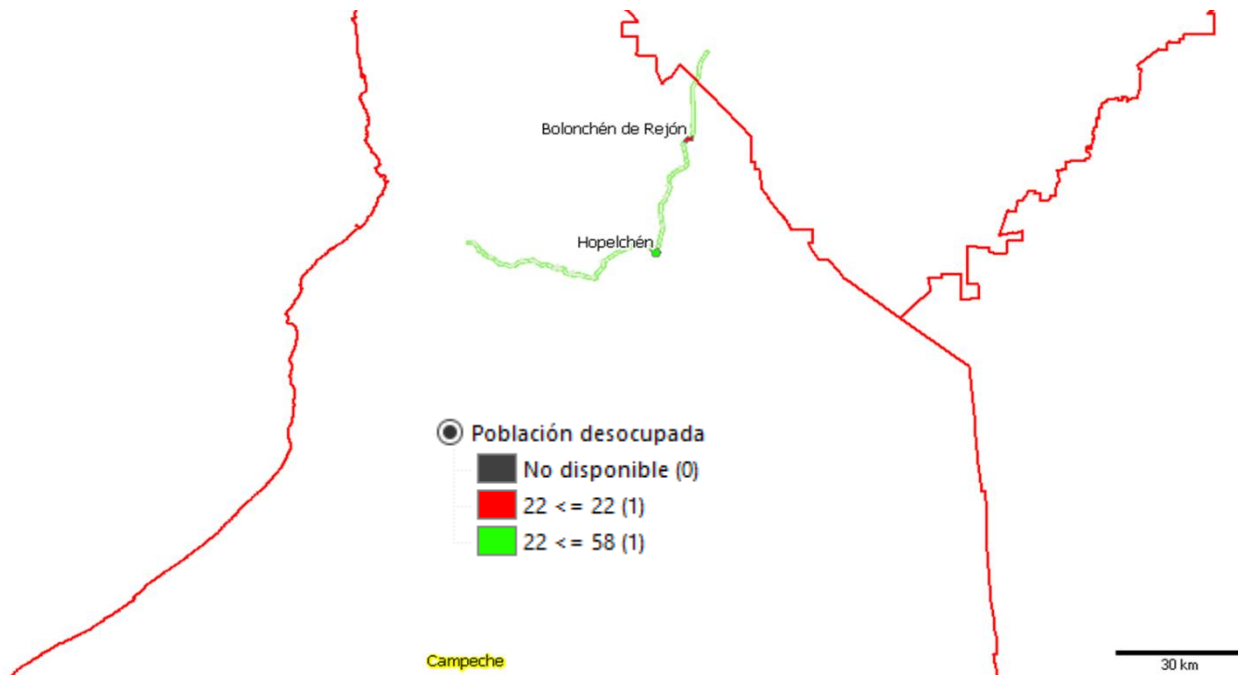 Bolonchén de Rejón
Hopelchén
Población desocupada
No disponible (0)
22 <= 22 (1)
22 <= 58 (1)
Campeche
30 km